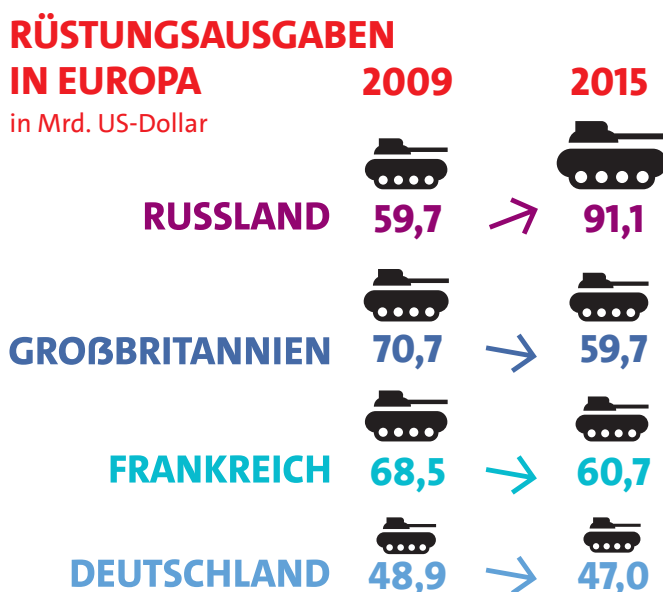 RÜSTUNGSAUSGABEN
IN EUROPA 2009 2015
in Mrd. US-Dollar
RUSSLAND 59,7 91,1
GROßBRITANNIEN 70,7 59,7
FRANKREICH 68,5 60,7
DEUTSCHLAND 48,9 47,0